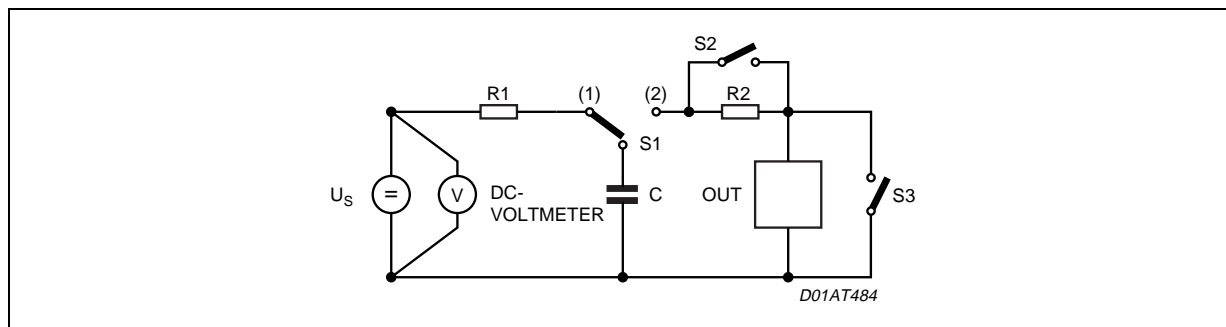 S2
R1
(1)
(2)
R2
S1
U_S
=
V
DC-
VOLTMETER
C
OUT
S3
D01AT484